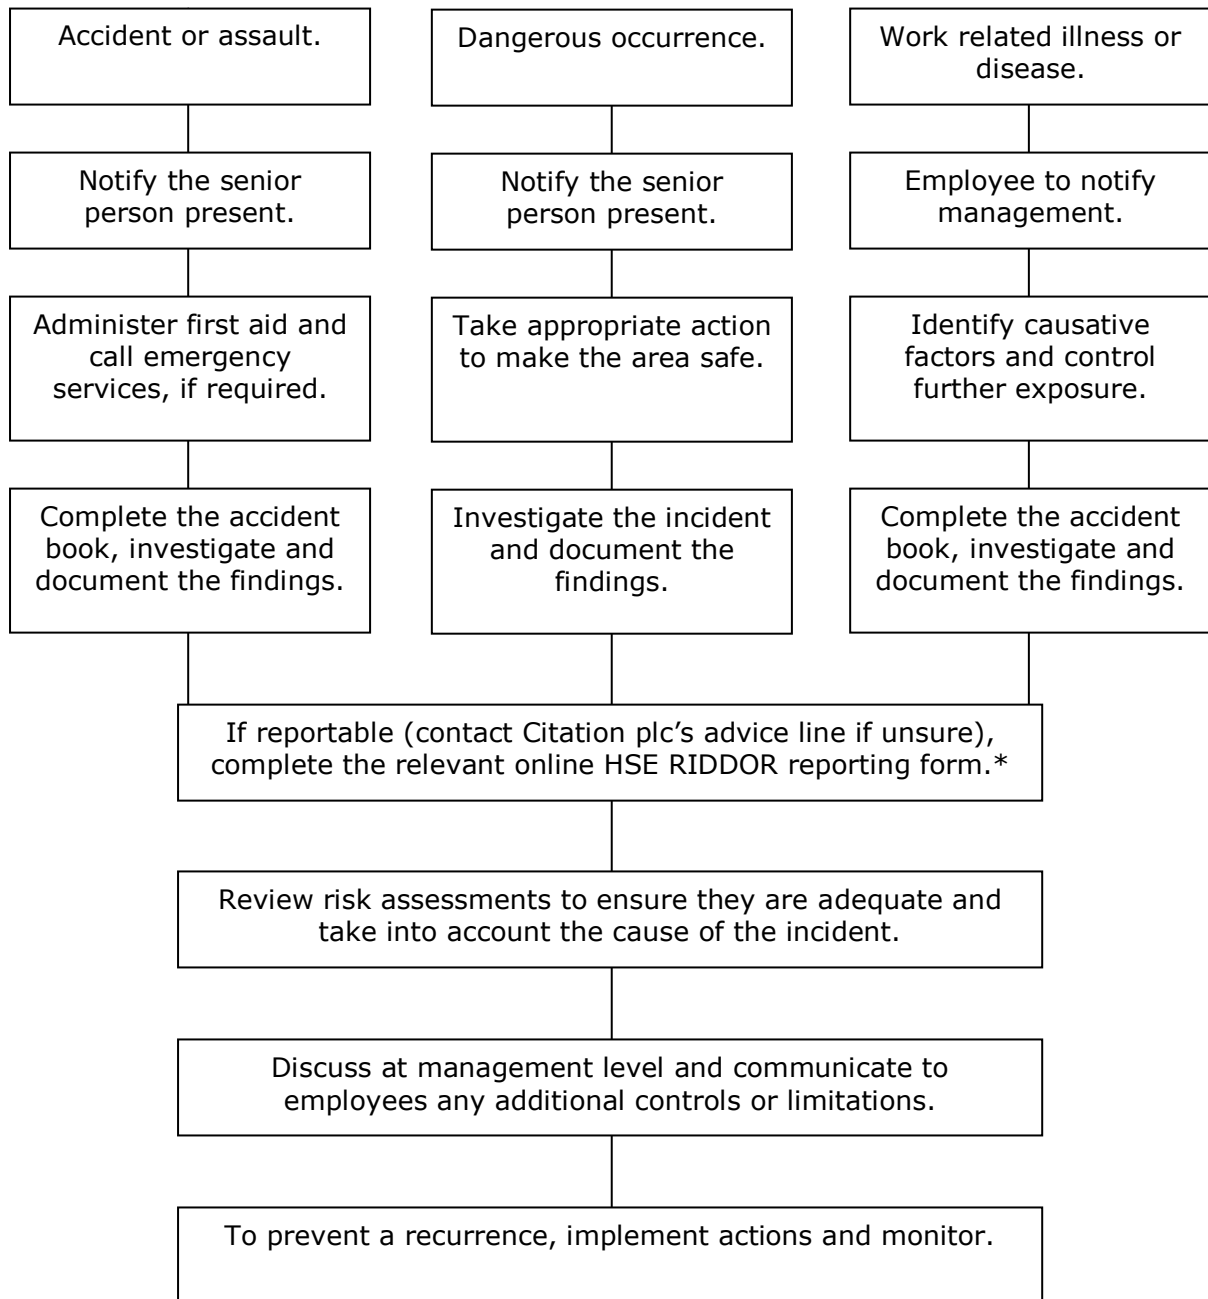 Accident or assault.
Dangerous occurrence.
Work related illness or
disease.
Notify the senior
person present.
Notify the senior
person present.
Employee to notify
management.
Administer first aid and
call emergency
services, if required.
Take appropriate action
to make the area safe.
Identify causative
factors and control
further exposure.
Complete the accident
book, investigate and
document the findings.
Investigate the incident
and document the
findings.
Complete the accident
book, investigate and
document the findings.
If reportable (contact Citation plc’s advice line if unsure),
complete the relevant online HSE RIDDOR reporting form.*
Review risk assessments to ensure they are adequate and
take into account the cause of the incident.
Discuss at management level and communicate to
employees any additional controls or limitations.
To prevent a recurrence, implement actions and monitor.